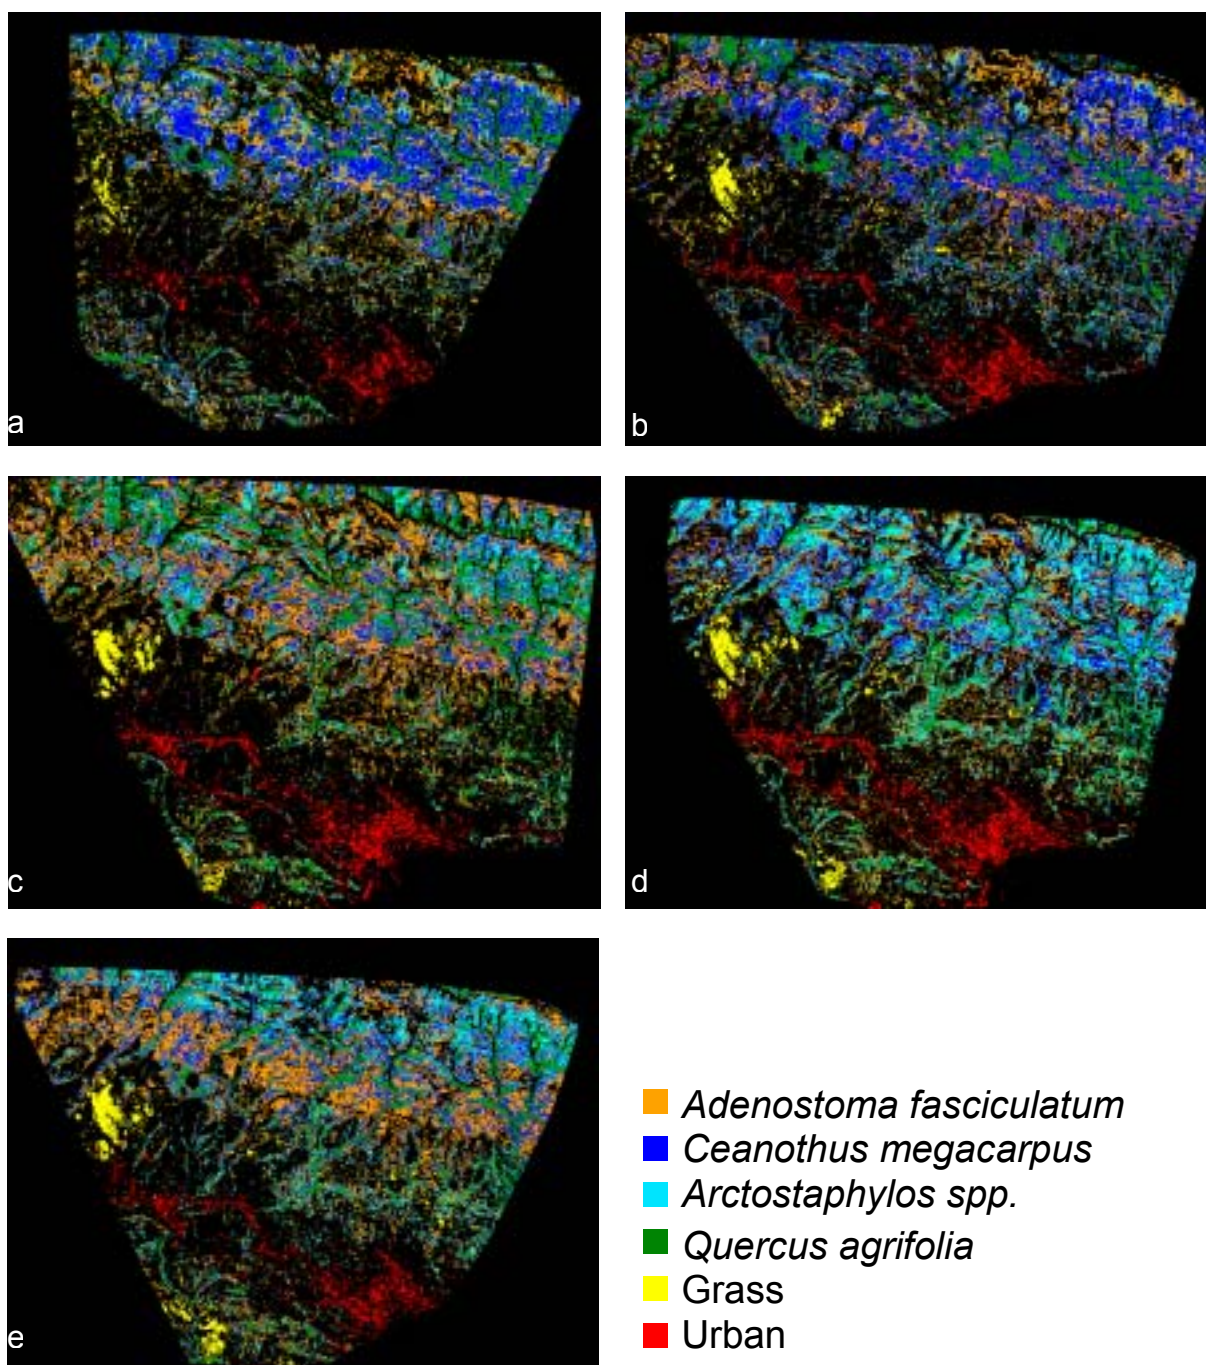 a
b
c
d
e
Adenostoma fasciculatum
Ceanothus megacarpus
Arctostaphylos spp.
Quercus agrifolia
Grass
Urban